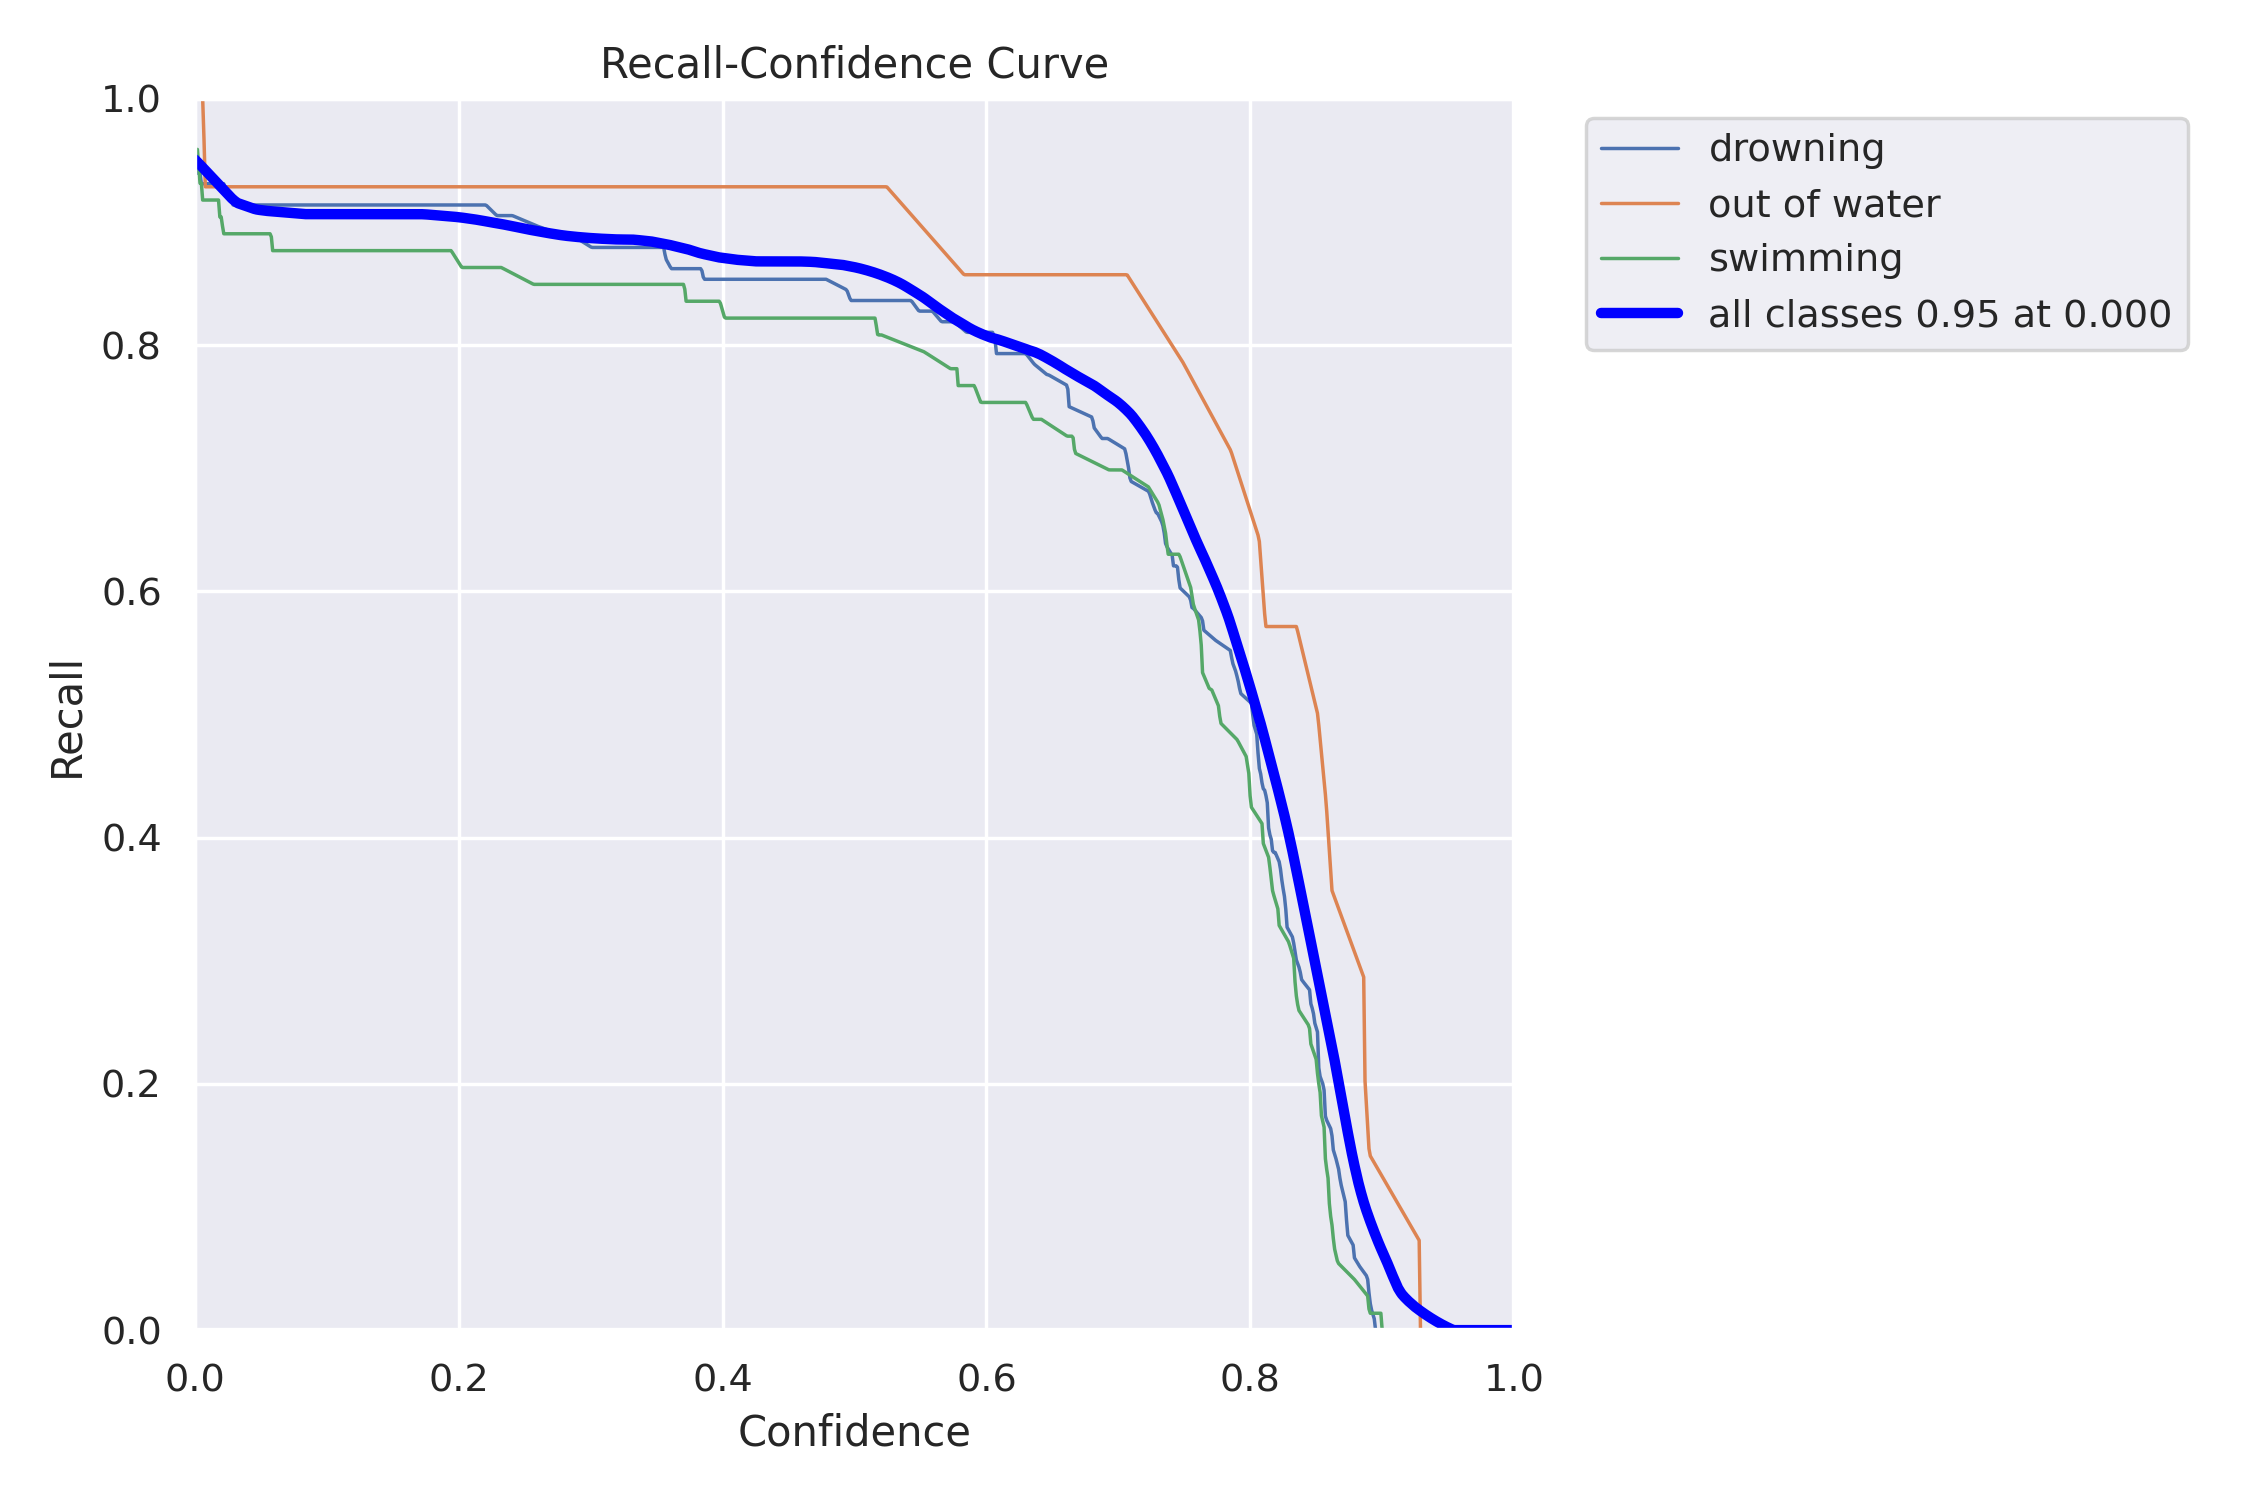 Recall-Confidence Curve
1.0
0.8
0.6
0.4
0.2
0.0
Recall
0.0 0.2 0.4 0.6 0.8 1.0
Confidence
drowning
out of water
swimming
all classes 0.95 at 0.000